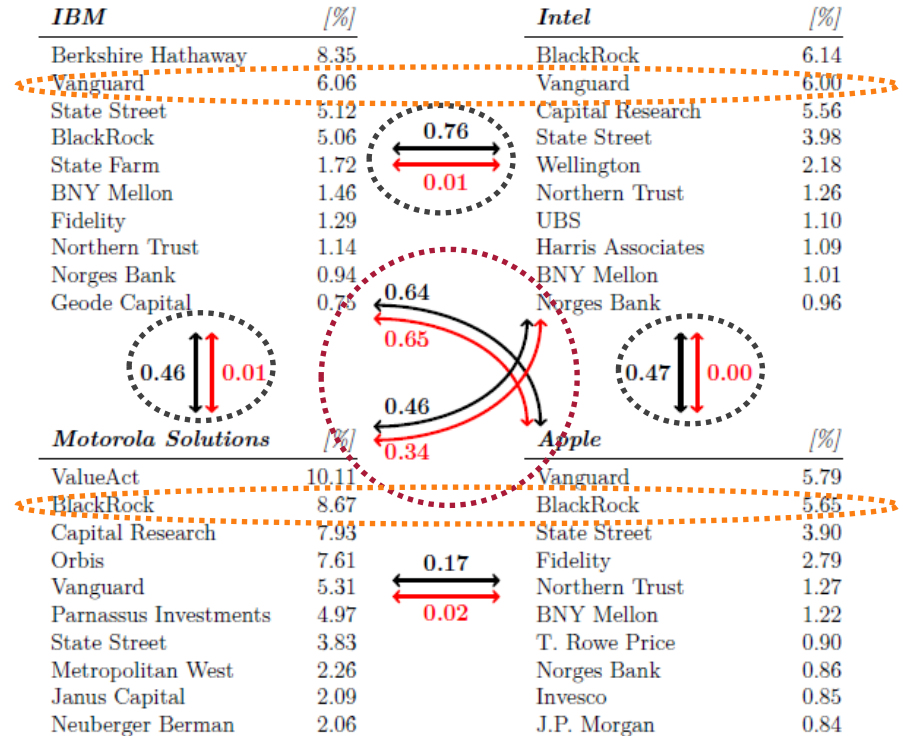 IBM [%] Intel [%]
Berkshire Hathaway 8.35 BlackRock 6.14
Vanguard 6.06 Vanguard 6.00
State Street 5.12 Capital Research 5.56
BlackRock 5.06 State Street 3.98
0.76
State Farm 1.72 Wellington 2.18
0.01
BNY Mellon 1.46 Northern Trust 1.26
Fidelity 1.29 UBS 1.10
Northern Trust 1.14 Harris Associates 1.09
Norges Bank 0.94 BNY Mellon 1.01
Geode Capital 0.75 Norges Bank 0.96
0.64
0.65
0.46 0.01 0.47 0.00
0.46
0.34
Motorola Solutions [%] Apple [%]
ValueAct 10.11 Vanguard 5.79
BlackRock 8.67 BlackRock 5.65
Capital Research 7.93 State Street 3.90
Orbis 7.61 Fidelity 2.79
0.17
Vanguard 5.31 Northern Trust 1.27
0.02
Parnassus Investments 4.97 BNY Mellon 1.22
State Street 3.83 T. Rowe Price 0.90
Metropolitan West 2.26 Norges Bank 0.86
Janus Capital 2.09 Invesco 0.85
Neuberger Berman 2.06 J.P. Morgan 0.84